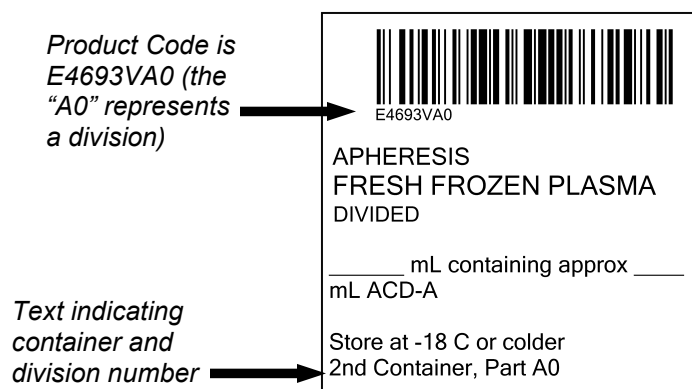 Product Code is
E4693VA0 (the
“A0” represents
a division)
E4693VA0
APHERESIS
FRESH FROZEN PLASMA
DIVIDED
______ mL containing approx ____
mL ACD-A
Text indicating
container and
division number
Store at -18 C or colder
2nd Container, Part A0